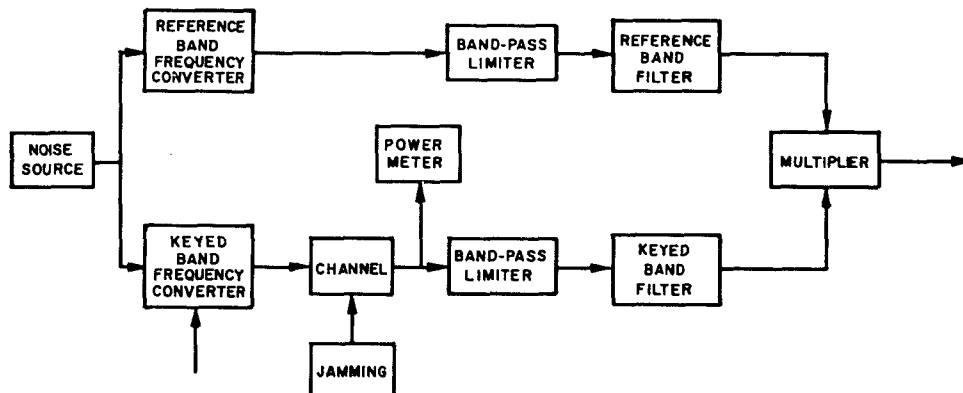 REFERENCE
BAND
FREQUENCY
CONVERTER
BAND-PASS
LIMITER
REFERENCE
BAND
FILTER
NOISE
SOURCE
POWER
METER
MULTIPLIER
KEYED
BAND
FREQUENCY
CONVERTER
CHANNEL
BAND-PASS
LIMITER
KEYED
BAND
FILTER
JAMMING